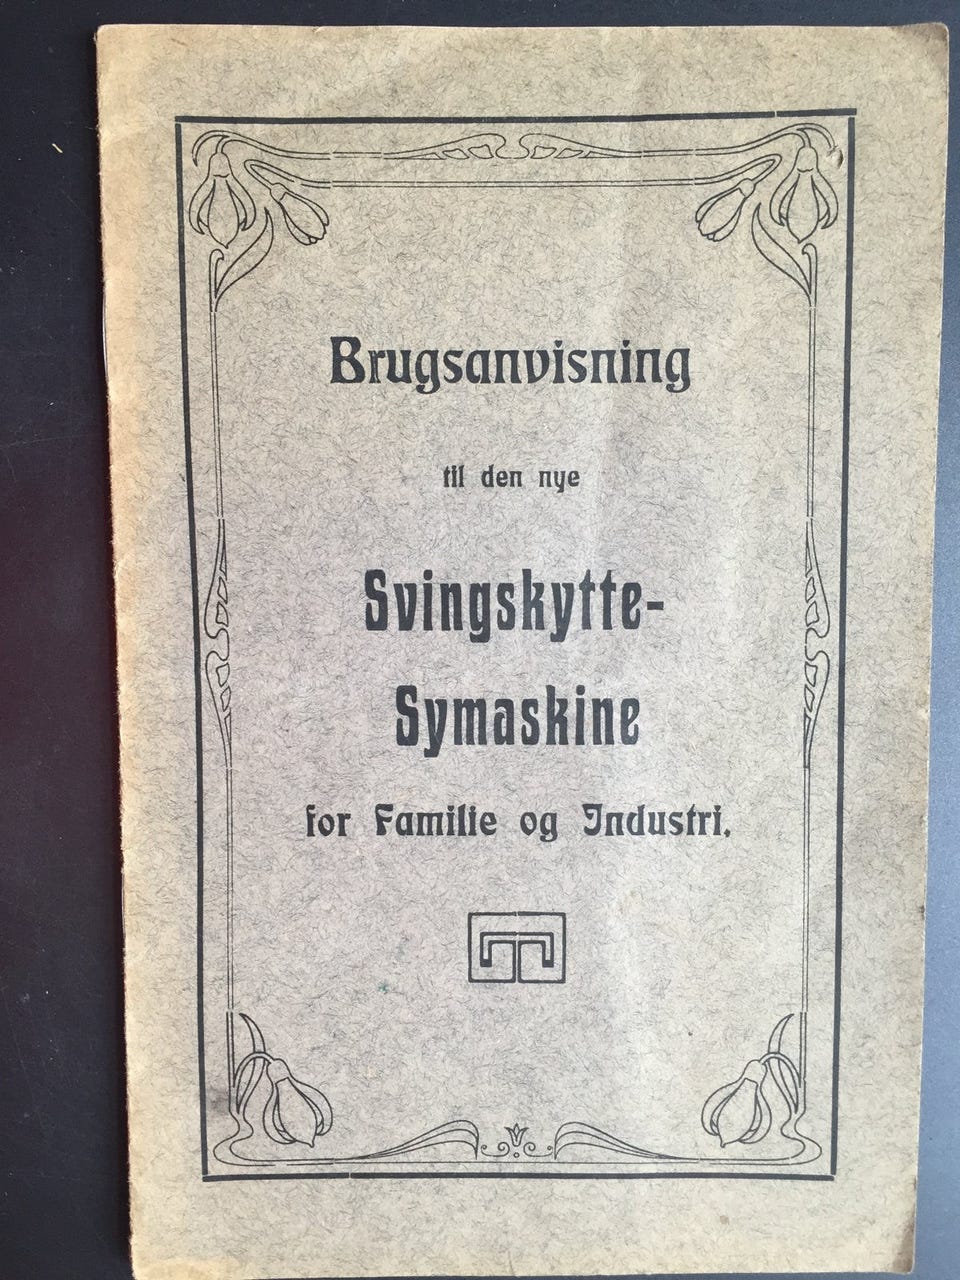 Brugsanvisning
til den nye
Svingskytte-
Symaskine
for Familie og Industri.